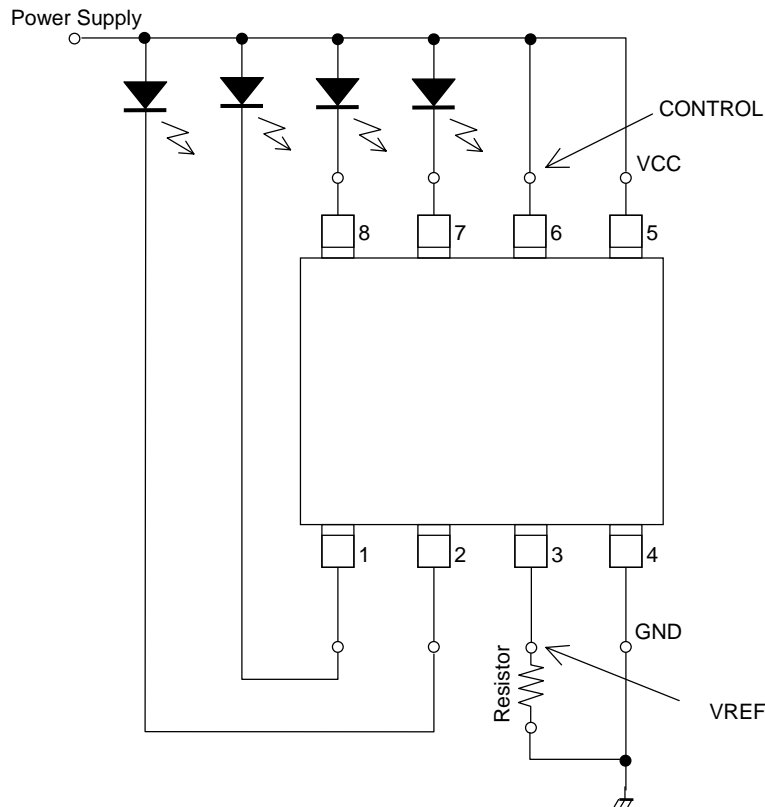 Power Supply
CONTROL
VCC
8
7
6
5
1
2
3
4
GND
Resistor
VREF